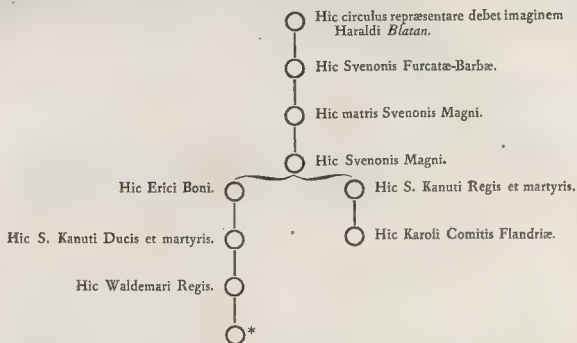 Hic circulus repræsentare debet imaginem
Haraldi Blatan.
Hic Svenonis Furcatæ-Barbæ.
Hic matris Svenonis Magni.
Hic Svenonis Magni.
Hic Erici Boni.
Hic S. Kanuti Regis et martyris.
Hic S. Kanuti Ducis et martyris.
Hic Karoli Comitis Flandriæ.
Hic Waldemari Regis.
*